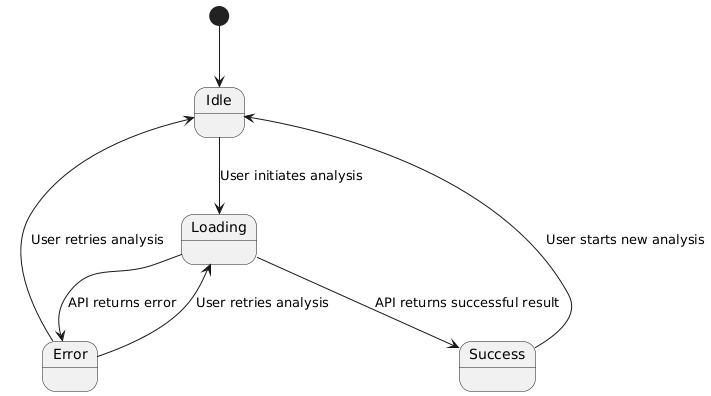 Idle
User initiates analysis
Loading
User retries analysis
User starts new analysis
API returns error
User retries analysis
API returns successful result
Error
Success